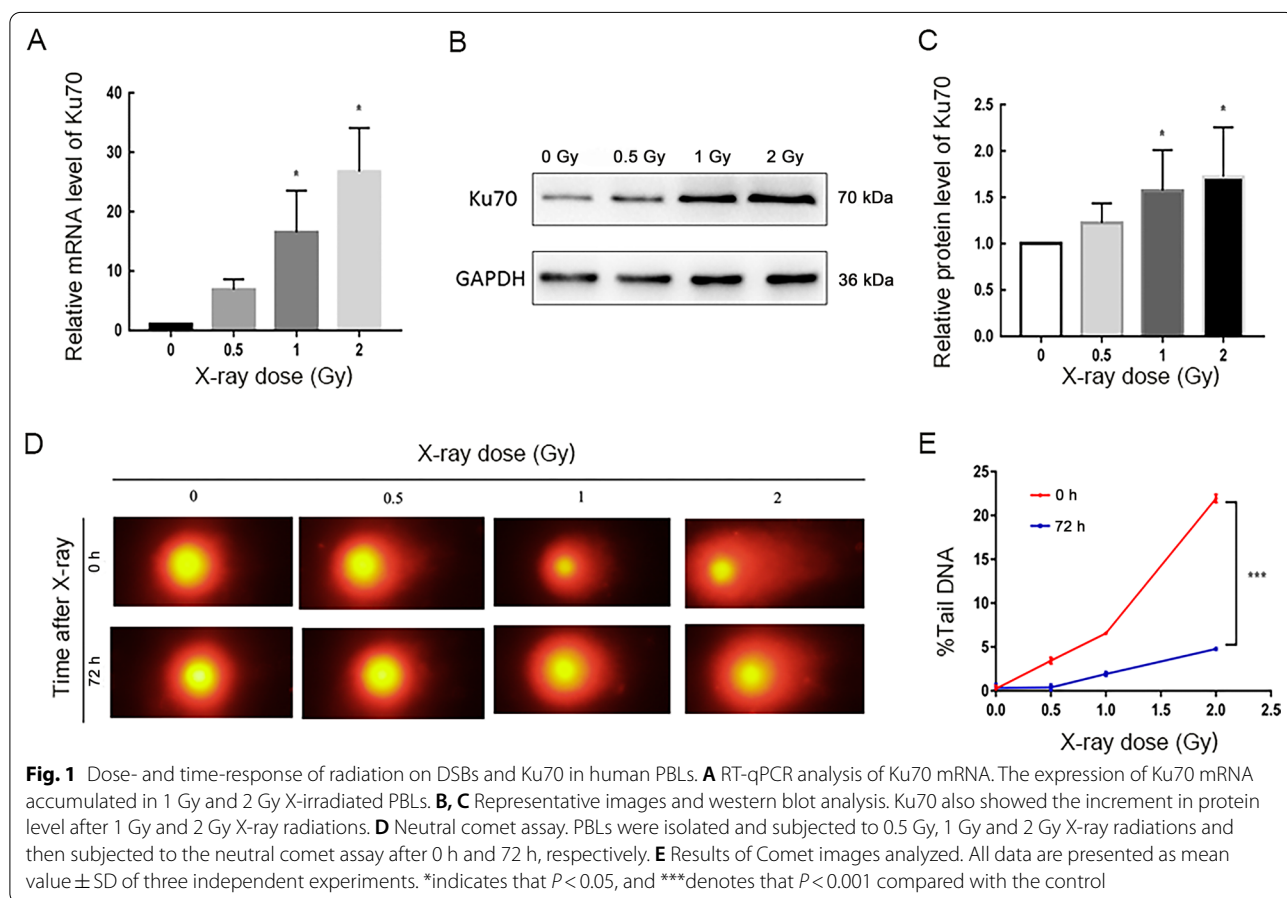 A
Relative mRNA level of Ku70
40
30
20
10
0
*
*
0 0.5 1 2
X-ray dose (Gy)
B
0 Gy 0.5 Gy 1 Gy 2 Gy
Ku70 70 kDa
GAPDH 36 kDa
C
Relative protein level of Ku70
2.5
2.0
1.5
1.0
0.5
0.0
*
*
0 0.5 1 2
X-ray dose (Gy)
D
X-ray dose (Gy)
0 0.5 1 2
Time after X-ray
0 h
72 h
E
%Tail DNA
25
20
15
10
5
0
0 h
72 h
***
0.0 0.5 1.0 1.5 2.0 2.5
X-ray dose (Gy)
Fig. 1 Dose- and time-response of radiation on DSBs and Ku70 in human PBLs. A RT-qPCR analysis of Ku70 mRNA. The expression of Ku70 mRNA
accumulated in 1 Gy and 2 Gy X-irradiated PBLs. B, C Representative images and western blot analysis. Ku70 also showed the increment in protein
level after 1 Gy and 2 Gy X-ray radiations. D Neutral comet assay. PBLs were isolated and subjected to 0.5 Gy, 1 Gy and 2 Gy X-ray radiations and
then subjected to the neutral comet assay after 0 h and 72 h, respectively. E Results of Comet images analyzed. All data are presented as mean
value ± SD of three independent experiments. *indicates that P < 0.05, and ***denotes that P < 0.001 compared with the control